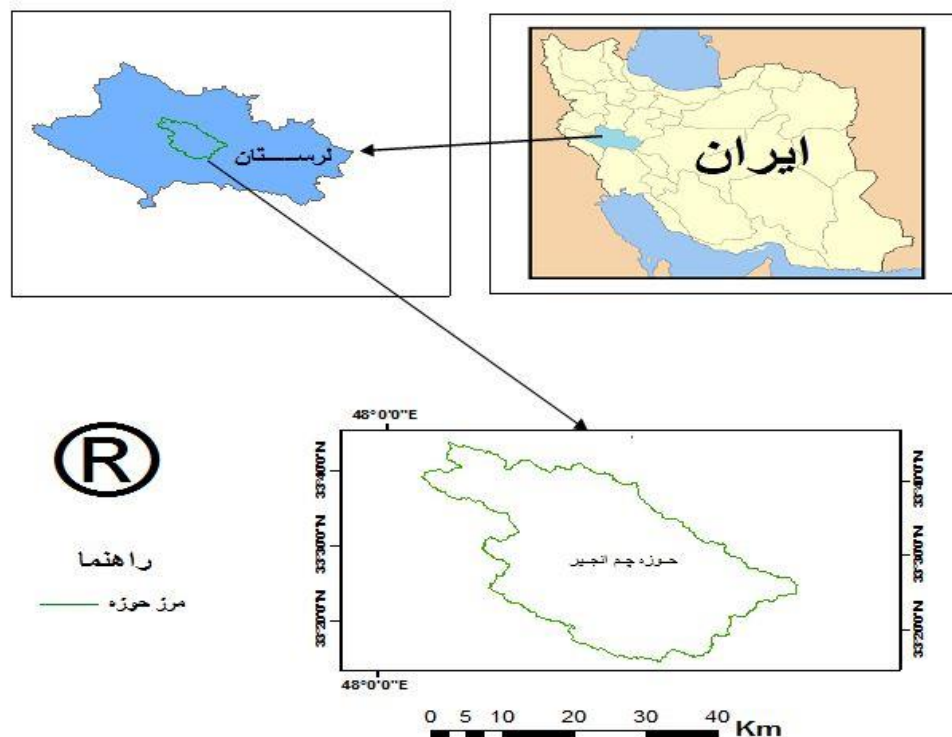 ایران
لرستان
48°0'0"E
33°40'0"N
33°30'0"N
33°20'0"N
حوزه چم انجیر
33°40'0"N
33°30'0"N
33°20'0"N
48°0'0"E
®
راهنما
مرز حوزه
0 5 10 20 30 40 Km